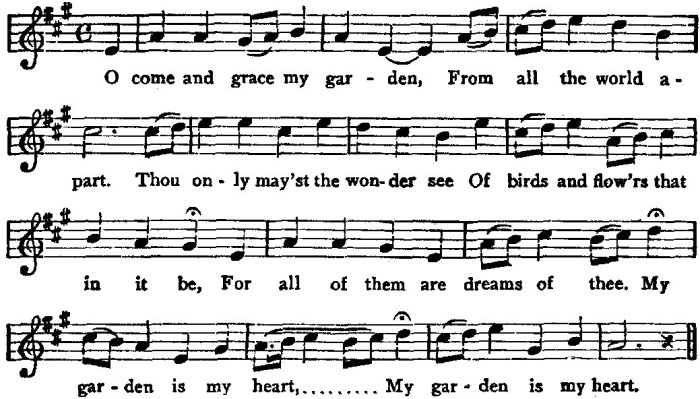 O come and grace my gar - den, From all the world a -
part. Thou on - ly may'st the won - der see Of birds and flow'rs that
in it be, For all of them are dreams of thee. My
gar - den is my heart,......... My gar - den is my heart.